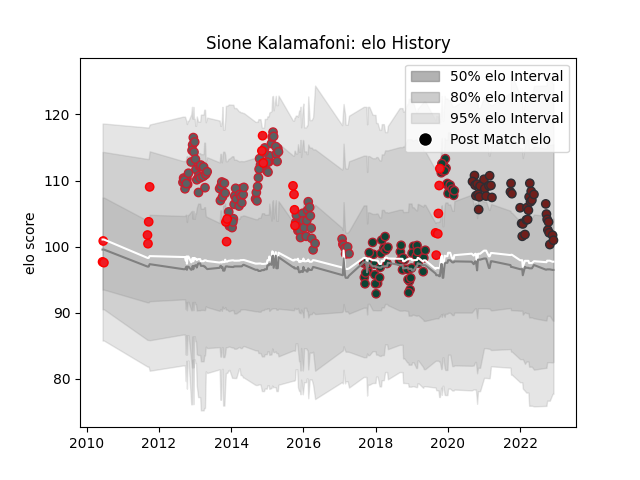 Sione Kalamafoni: elo History
50% elo Interval
80% elo Interval
95% elo Interval
Post Match elo
elo score
120
110
100
90
80
2010
2012
2014
2016
2018
2020
2022